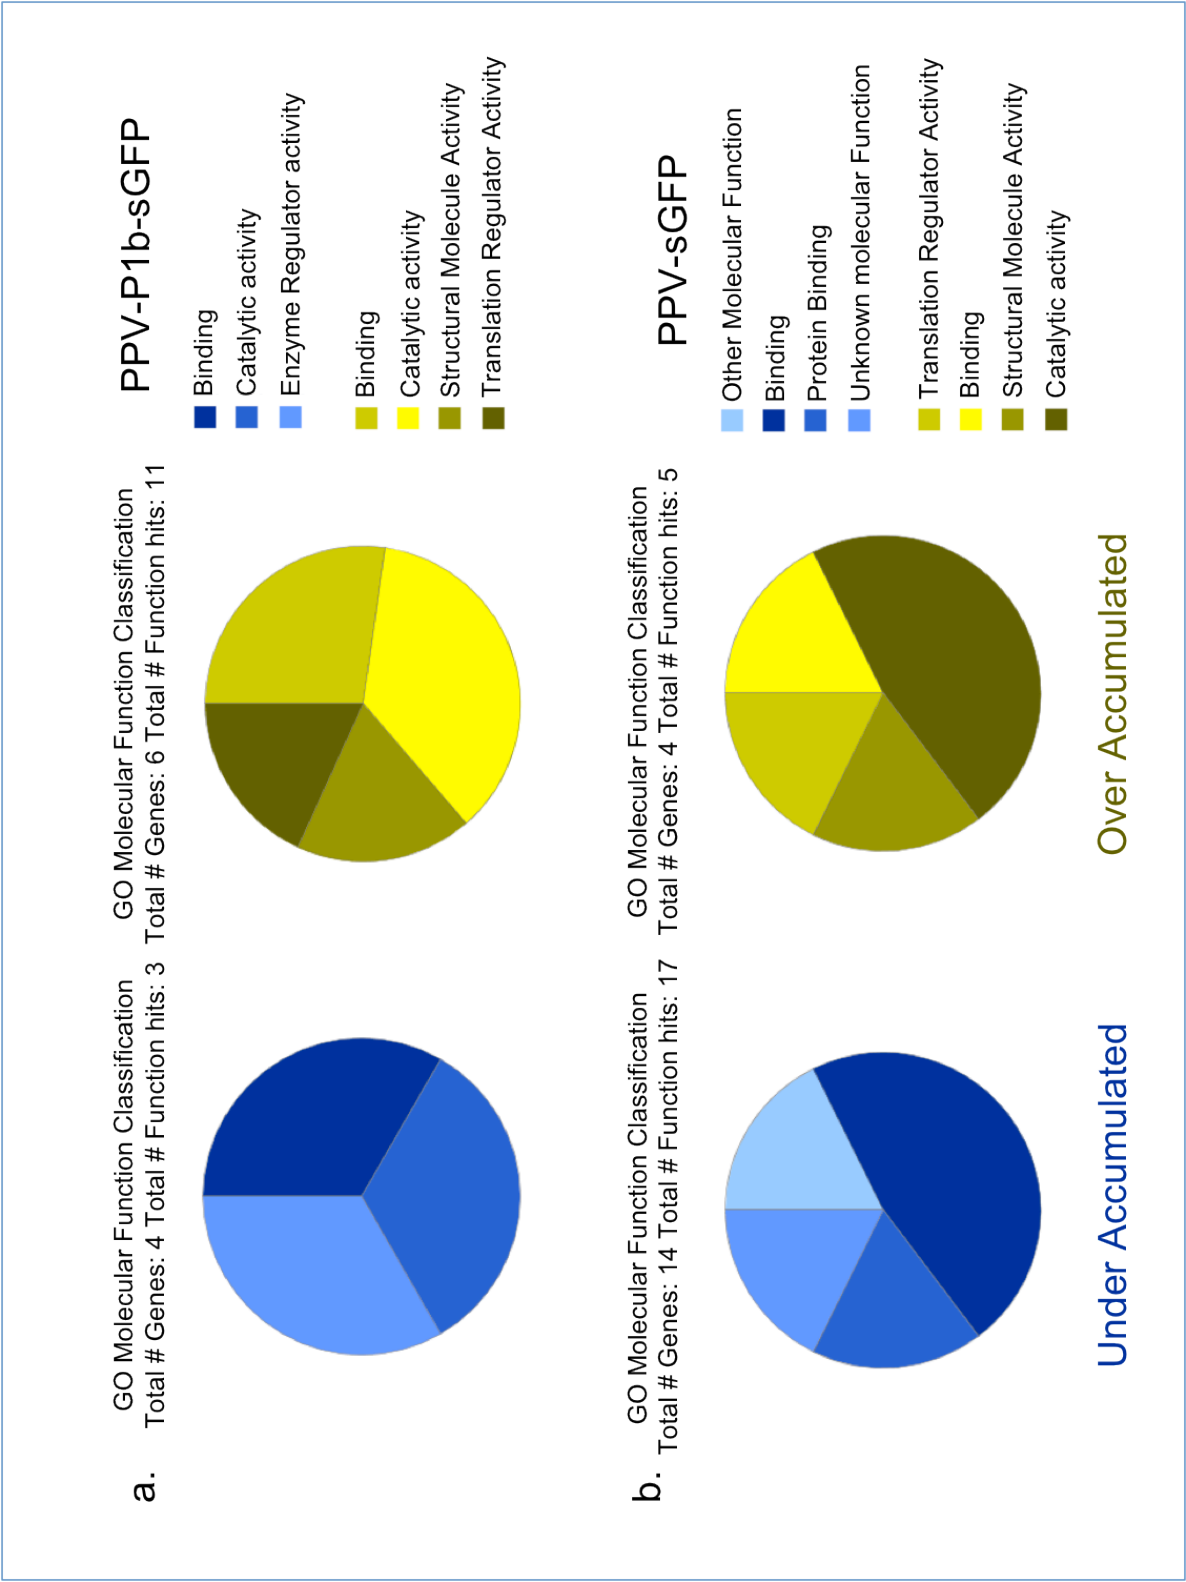 a.
GO Molecular Function Classification
Total # Genes: 4 Total # Function hits: 3
GO Molecular Function Classification
Total # Genes: 6 Total # Function hits: 11
PPV-P1b-sGFP
Binding
Catalytic activity
Enzyme Regulator activity
Binding
Catalytic activity
Structural Molecule Activity
Translation Regulator Activity
b.
GO Molecular Function Classification
Total # Genes: 14 Total # Function hits: 17
GO Molecular Function Classification
Total # Genes: 4 Total # Function hits: 5
PPV-sGFP
Other Molecular Function
Binding
Protein Binding
Unknown molecular Function
Translation Regulator Activity
Binding
Structural Molecule Activity
Catalytic activity
Under Accumulated
Over Accumulated